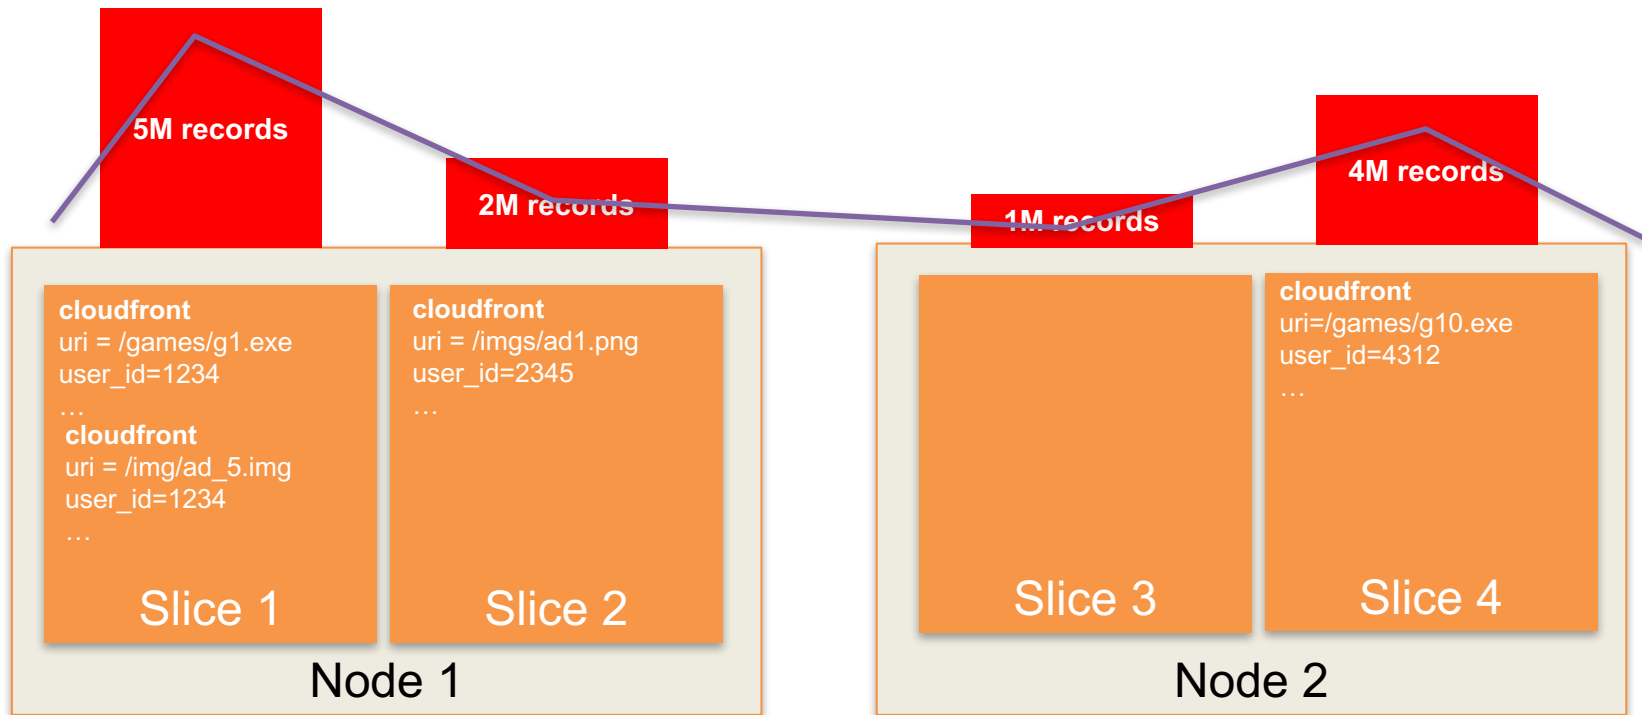 5M records
2M records
1M records
4M records
cloudfront
uri = /games/g1.exe
user_id=1234
…
cloudfront
uri = /img/ad_5.img
user_id=1234
…
Slice 1
cloudfront
uri = /imgs/ad1.png
user_id=2345
…
Slice 2
Node 1
Slice 3
cloudfront
uri=/games/g10.exe
user_id=4312
…
Slice 4
Node 2